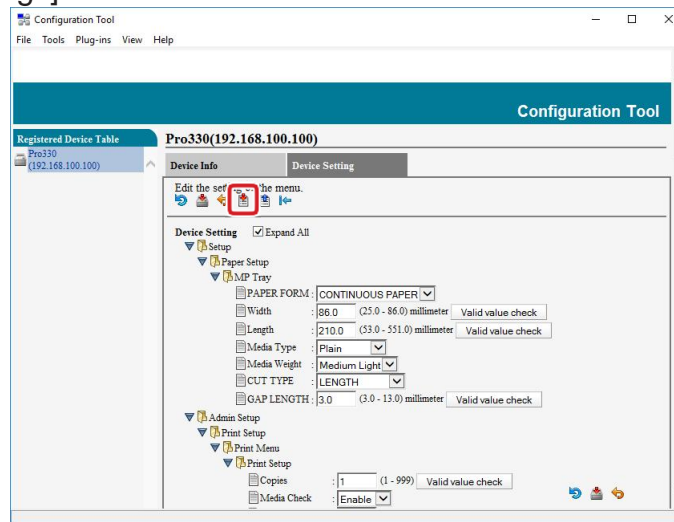 Configuration Tool
File Tools Plug-ins View Help
Configuration Tool
Registered Device Table
Pro330
(192.168.100.100)
Pro330(192.168.100.100)
Device Info Device Setting
Edit the setting the menu.
Device Setting Expand All
Setup
Paper Setup
MP Tray
PAPER FORM : CONTINUOUS PAPER
Width : 86.0 (25.0 - 86.0) millimeter Valid value check
Length : 210.0 (53.0 - 551.0) millimeter Valid value check
Media Type : Plain
Media Weight : Medium Light
CUT TYPE : LENGTH
GAP LENGTH : 3.0 (3.0 - 13.0) millimeter Valid value check
Admin Setup
Print Setup
Print Menu
Print Setup
Copies : 1 (1 - 999) Valid value check
Media Check : Enable